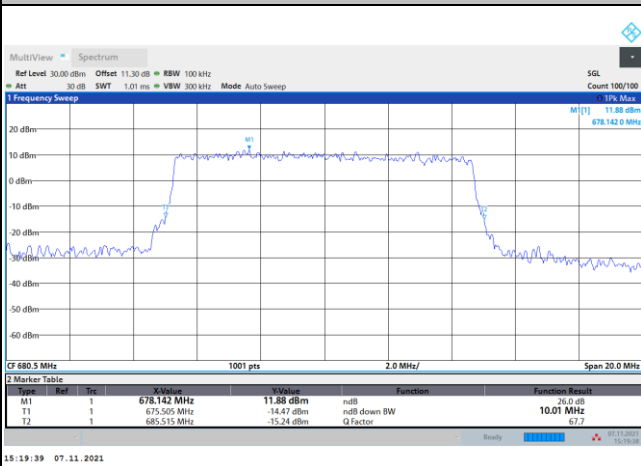 MultiView Spectrum
Ref Level 30.00 dBm Offset 11.30 dB RBW 100 kHz SGL
Att 30 dB SWT 1.01 ms VBW 300 kHz Mode Auto Sweep Count 100/100
1 Frequency Sweep 1Pk Max
M1[1] 11.88 dBm
678.142 0 MHz
M1
20 dBm
10 dBm
0 dBm
-10 dBm
T1 T2
-20 dBm
-30 dBm
-40 dBm
-50 dBm
-60 dBm
CF 680.5 MHz 1001 pts 2.0 MHz/ Span 20.0 MHz
2 Marker Table
Type Ref Trc X-Value Y-Value Function Function Result
M1 1 678.142 MHz 11.88 dBm ndB 26.0 dB
T1 1 675.505 MHz -14.47 dBm ndB down BW 10.01 MHz
T2 1 685.515 MHz -15.24 dBm Q Factor 67.7
Ready 07.11.2021
15:19:38
15:19:39 07.11.2021